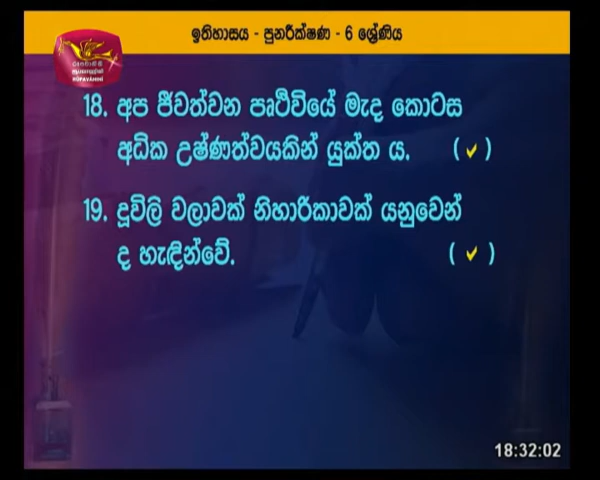 ඉතිහාසය - පුනරීක්ෂණ - 6 ශ්‍රේණිය
RUPAVAHINI
18. අප ජීවත්වන පෘථිවියේ මැද කොටස
අධික උෂ්ණත්වයකින් යුක්ත ය. (✓)
19. දූවිලි වලාවක් නිහාරිකාවක් යනුවෙන්
ද හැඳින්වේ. (✓)
18:32:02